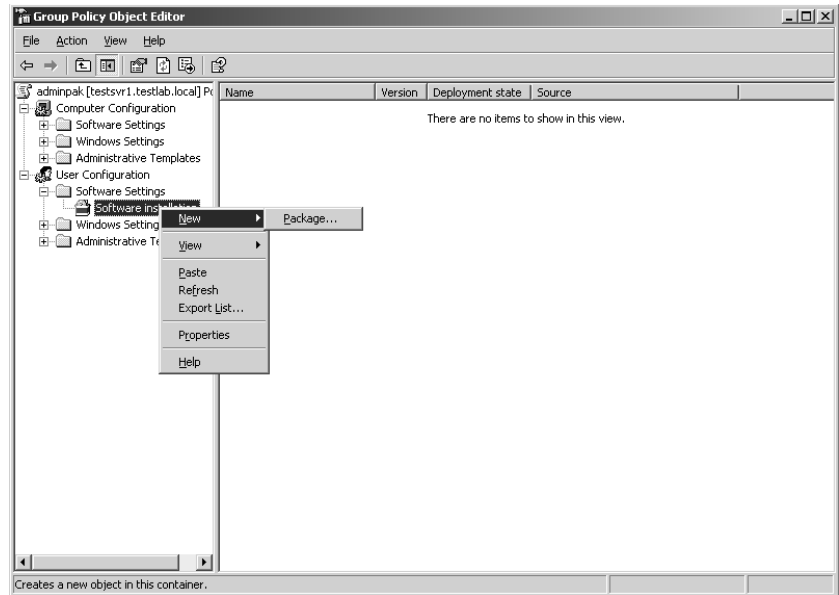 Group Policy Object Editor
File Action View Help
adminpak [testsvr1.testlab.local] Po
Name Version Deployment state Source
Computer Configuration
There are no items to show in this view.
Software Settings
Windows Settings
Administrative Templates
User Configuration
Software Settings
Software installation
New Package...
Windows Setting
View
Administrative Te
Paste
Refresh
Export List...
Properties
Help
Creates a new object in this container.